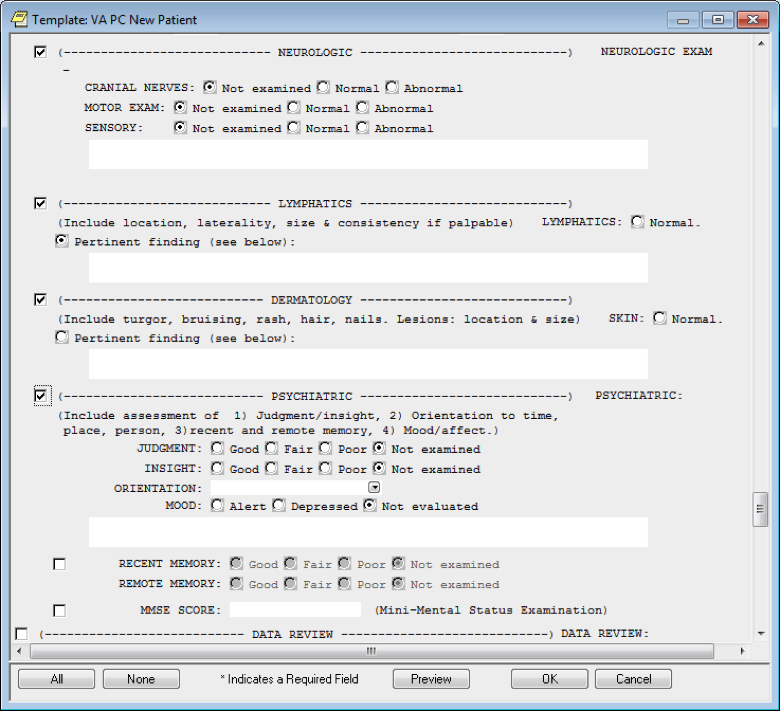 Template: VA PC New Patient
(---------------------------- NEUROLOGIC ----------------------------) NEUROLOGIC EXAM
_
CRANIAL NERVES: Not examined Normal Abnormal
MOTOR EXAM: Not examined Normal Abnormal
SENSORY: Not examined Normal Abnormal
(---------------------------- LYMPHATICS ----------------------------)
(Include location, laterality, size & consistency if palpable) LYMPHATICS: Normal.
Pertinent finding (see below):
(--------------------------- DERMATOLOGY ----------------------------)
(Include turgor, bruising, rash, hair, nails. Lesions: location & size) SKIN: Normal.
Pertinent finding (see below):
(--------------------------- PSYCHIATRIC ----------------------------) PSYCHIATRIC:
(Include assessment of 1) Judgment/insight, 2) Orientation to time,
place, person, 3)recent and remote memory, 4) Mood/affect.)
JUDGMENT: Good Fair Poor Not examined
INSIGHT: Good Fair Poor Not examined
ORIENTATION:
MOOD: Alert Depressed Not evaluated
RECENT MEMORY: Good Fair Poor Not examined
REMOTE MEMORY: Good Fair Poor Not examined
MMSE SCORE: (Mini-Mental Status Examination)
(--------------------------- DATA REVIEW ----------------------------) DATA REVIEW:
All None * Indicates a Required Field Preview OK Cancel